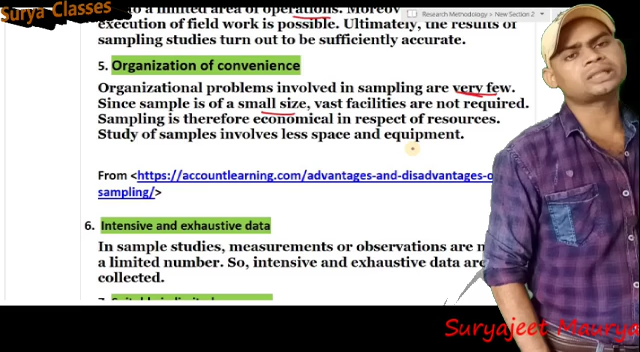 Surya Classes
to a limited area of operations. Moreov
Research Methodology > New Section 2
execution of field work is possible. Ultimately, the results of
sampling studies turn out to be sufficiently accurate.
5. Organization of convenience
Organizational problems involved in sampling are very few.
Since sample is of a small size, vast facilities are not required.
Sampling is therefore economical in respect of resources.
Study of samples involves less space and equipment.
From <https://accountlearning.com/advantages-and-disadvantages-o
sampling/>
6. Intensive and exhaustive data
In sample studies, measurements or observations are m
a limited number. So, intensive and exhaustive data are
collected.
Suryajeet Maurya